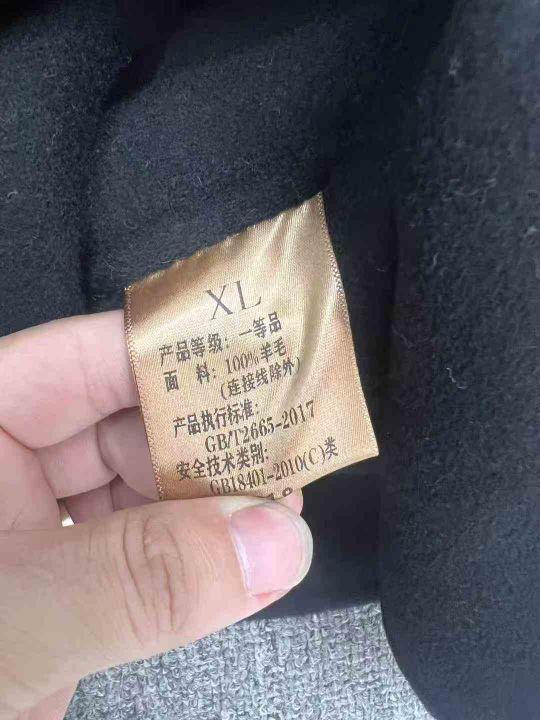 XL
产品等级：一等品
面 料：100%羊毛
(连接线除外)
产品执行标准：
GB/T2665-2017
安全技术类别：
GB18401-2010(C)类